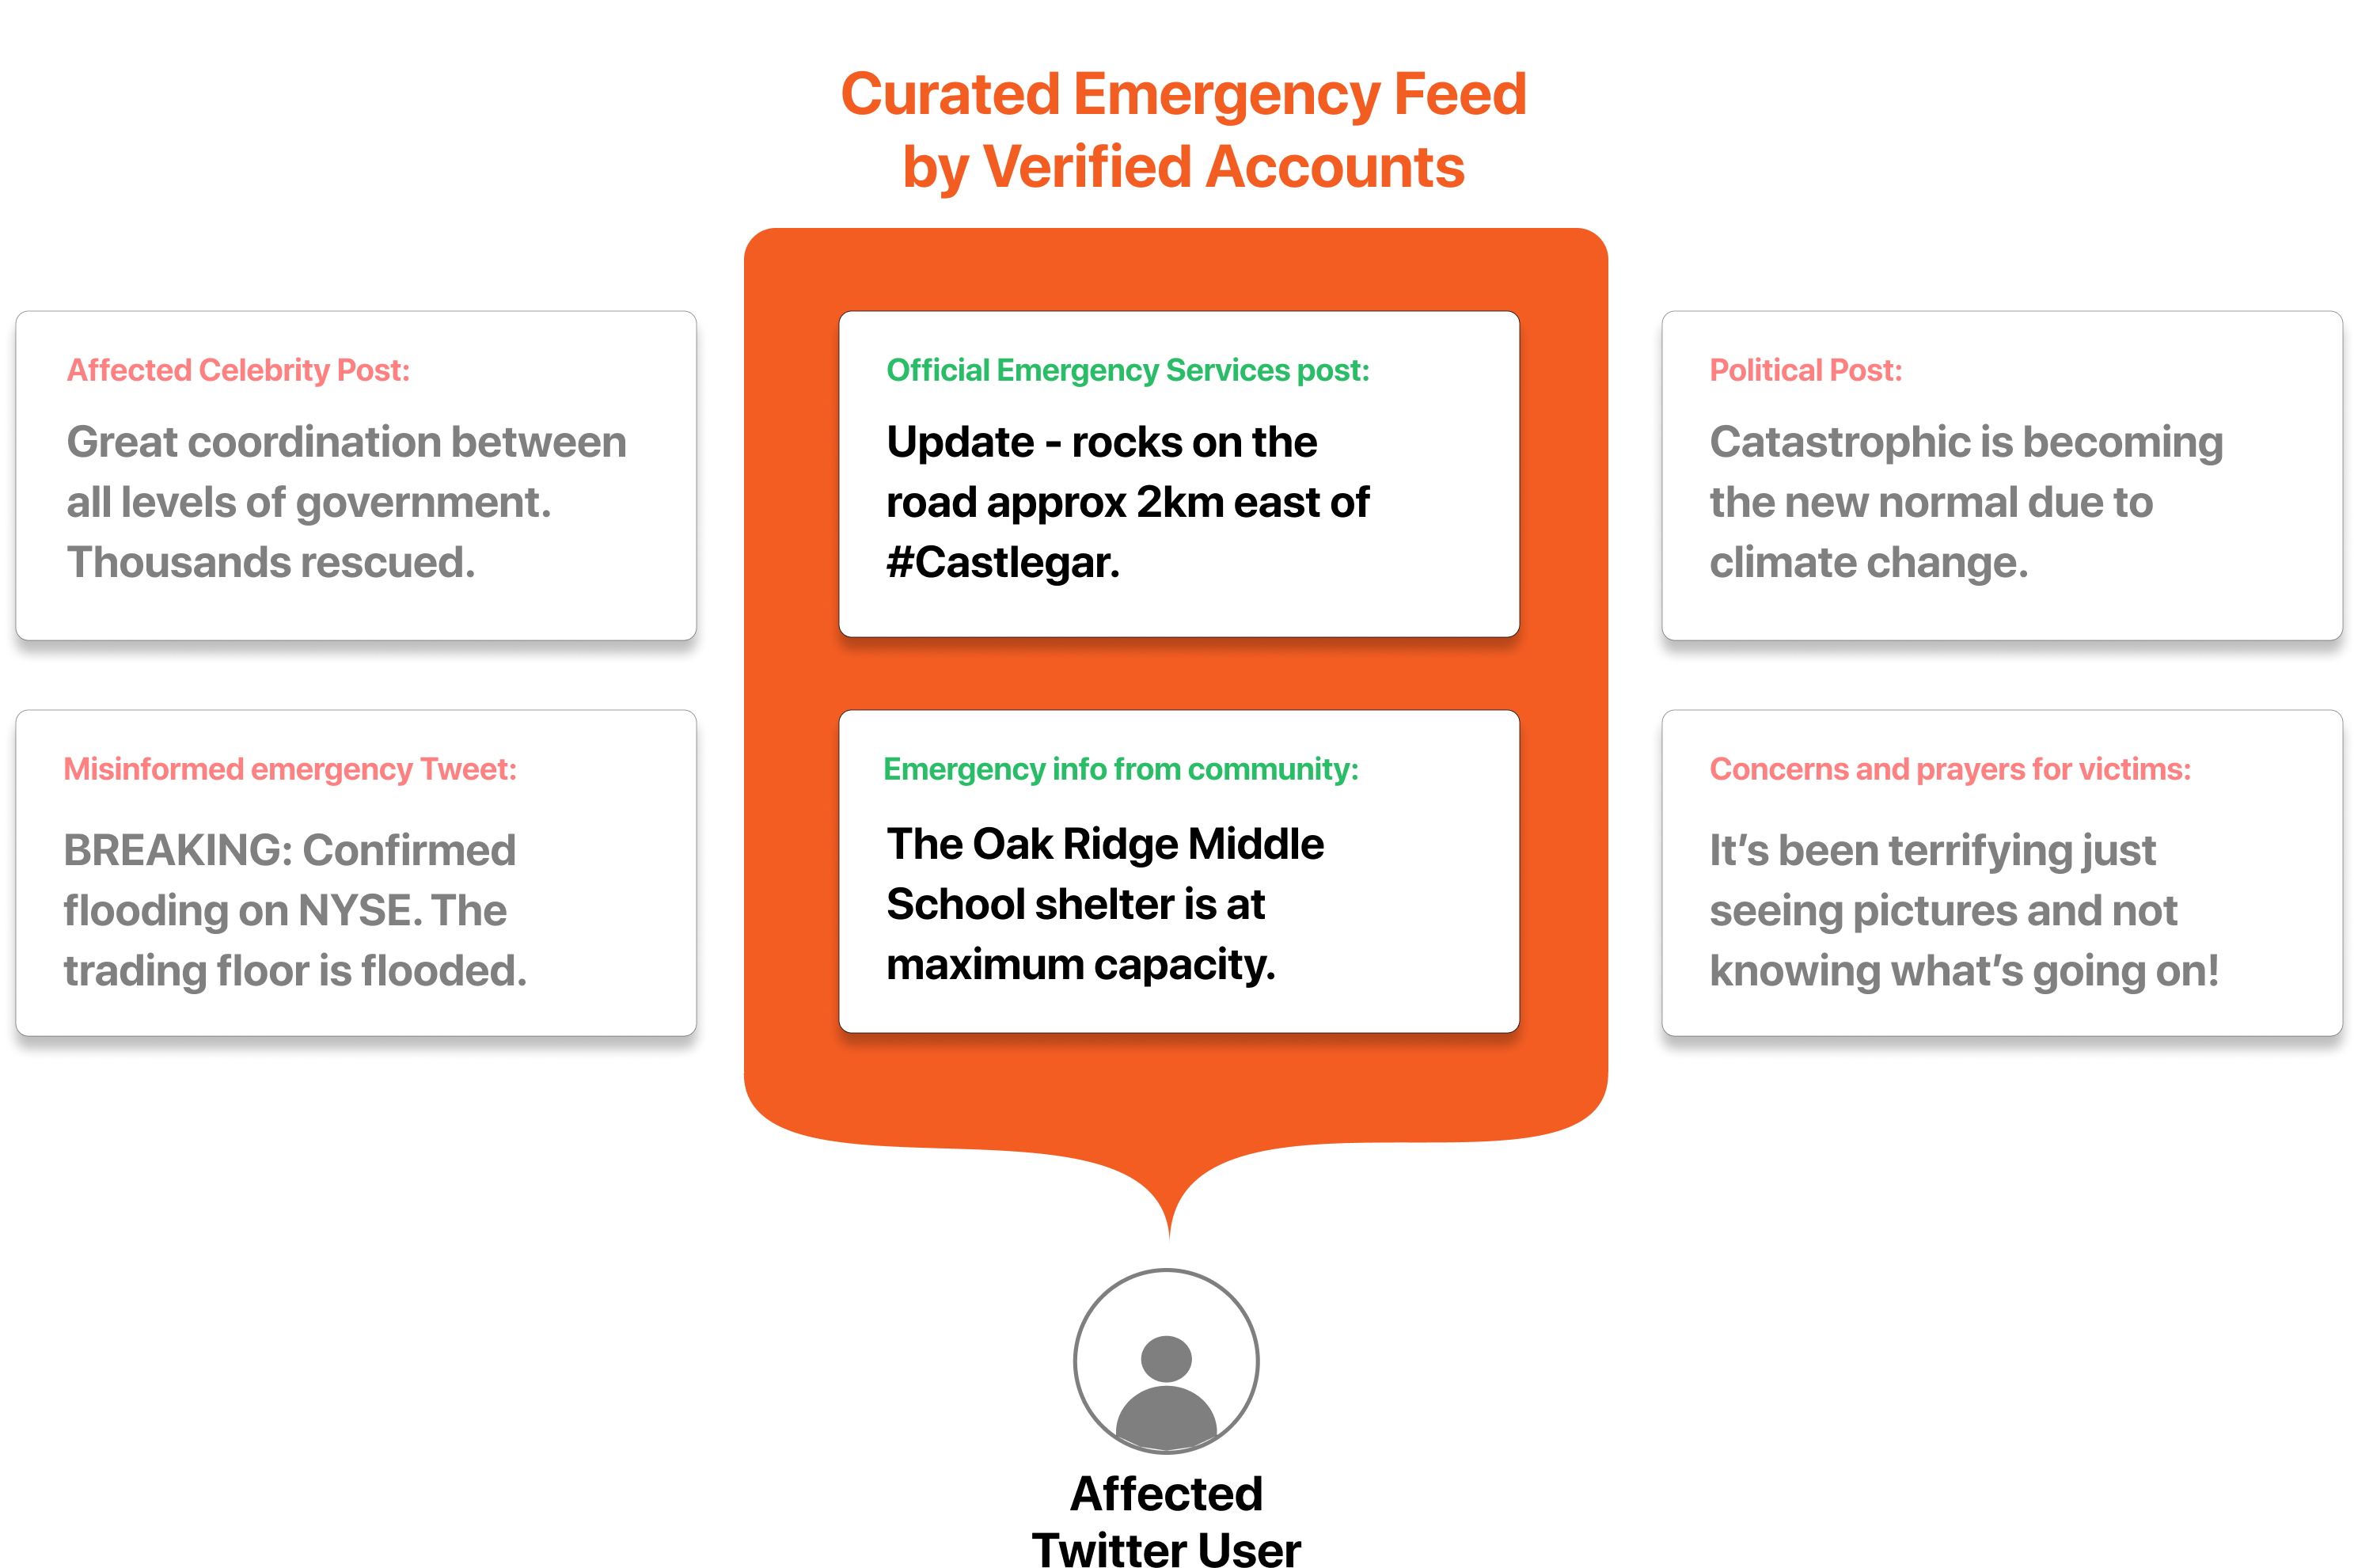 Curated Emergency Feed
by Verified Accounts
Affected Celebrity Post:
Great coordination between
all levels of government.
Thousands rescued.
Official Emergency Services post:
Update - rocks on the
road approx 2km east of
#Castlegar.
Political Post:
Catastrophic is becoming
the new normal due to
climate change.
Misinformed emergency Tweet:
BREAKING: Confirmed
flooding on NYSE. The
trading floor is flooded.
Emergency info from community:
The Oak Ridge Middle
School shelter is at
maximum capacity.
Concerns and prayers for victims:
It’s been terrifying just
seeing pictures and not
knowing what’s going on!
Affected
Twitter User